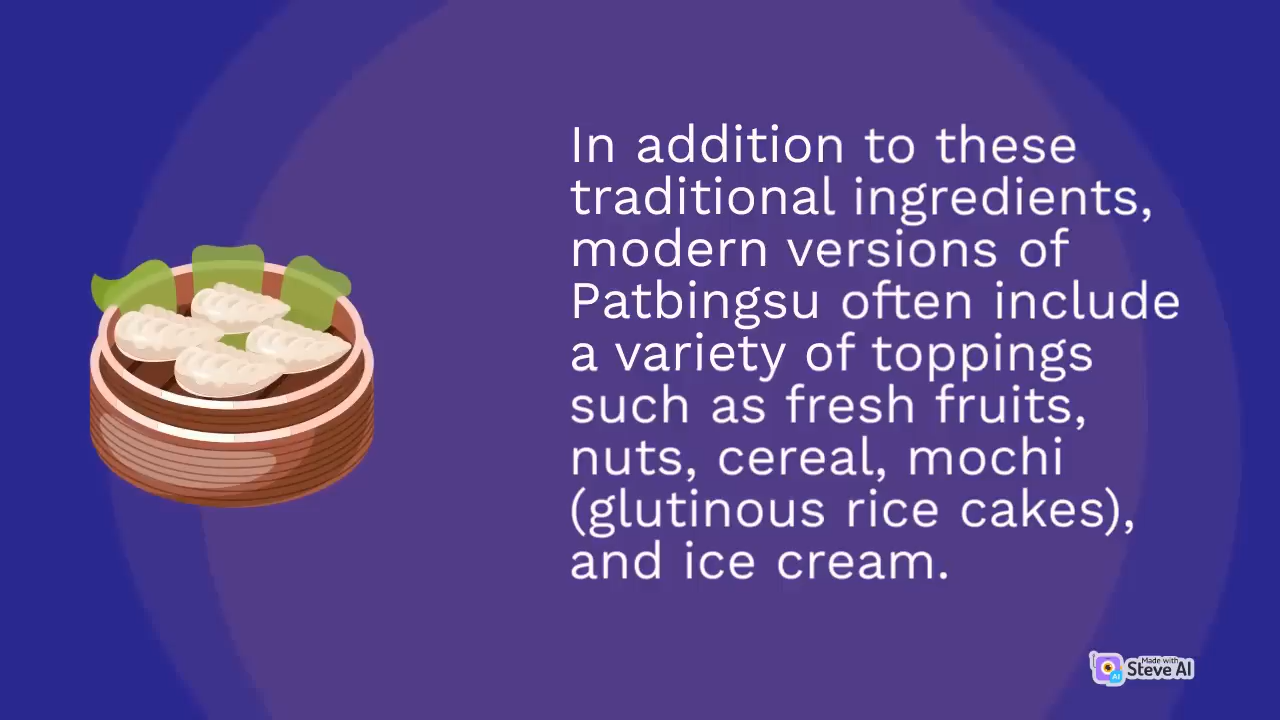 In addition to these
traditional ingredients,
modern versions of
Patbingsu often include
a variety of toppings
such as fresh fruits,
nuts, cereal, mochi
(glutinous rice cakes),
and ice cream.
Made with
Steve AI
AI